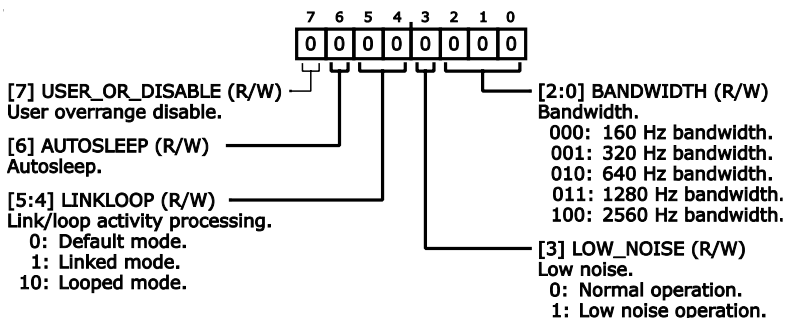 7 6 5 4 3 2 1 0
0 0 0 0 0 0 0 0
[7] USER_OR_DISABLE (R/W)
User overrange disable.
[6] AUTOSLEEP (R/W)
Autosleep.
[5:4] LINKLOOP (R/W)
Link/loop activity processing.
0: Default mode.
1: Linked mode.
10: Looped mode.
[2:0] BANDWIDTH (R/W)
Bandwidth.
000: 160 Hz bandwidth.
001: 320 Hz bandwidth.
010: 640 Hz bandwidth.
011: 1280 Hz bandwidth.
100: 2560 Hz bandwidth.
[3] LOW_NOISE (R/W)
Low noise.
0: Normal operation.
1: Low noise operation.